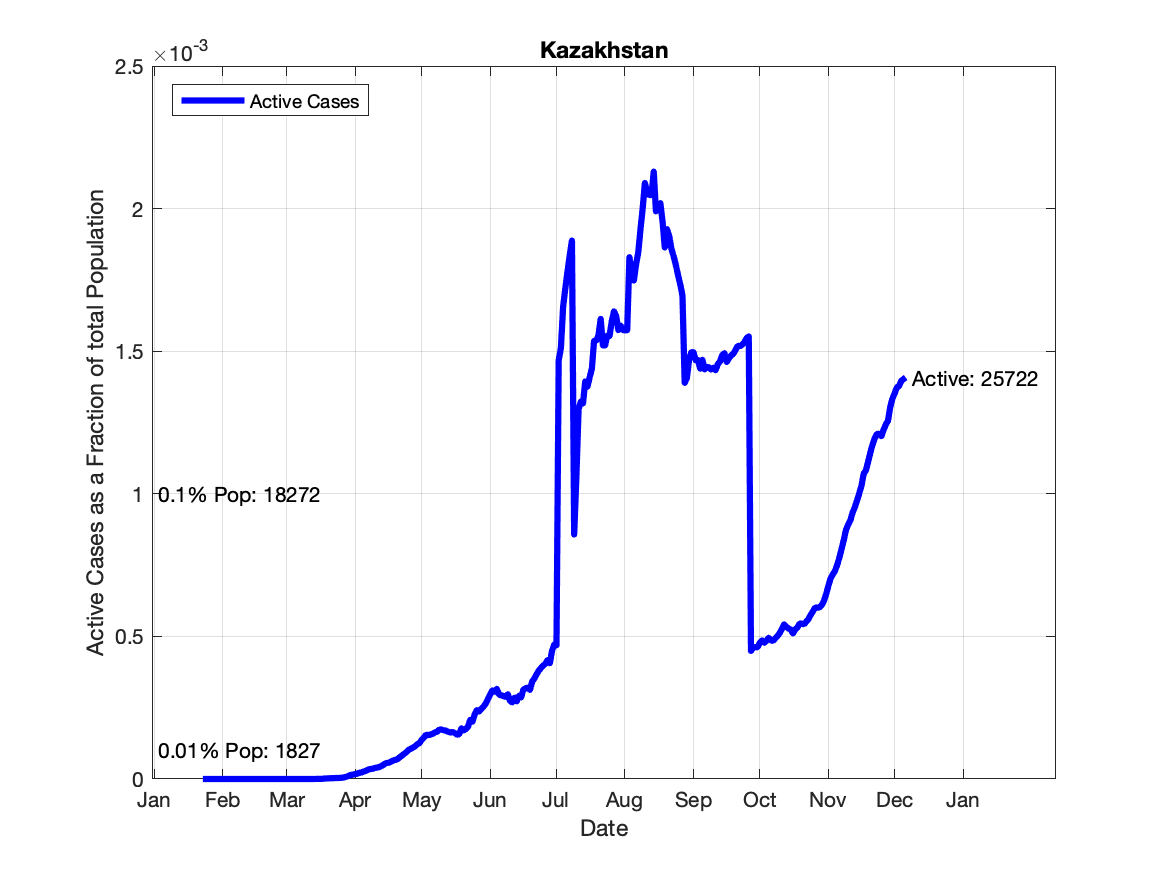 Kazakhstan
×10-3
2.5
2
1.5
1
0.5
0
Active Cases
Active: 25722
0.1% Pop: 18272
0.01% Pop: 1827
Active Cases as a Fraction of total Population
Jan Feb Mar Apr May Jun Jul Aug Sep Oct Nov Dec Jan
Date